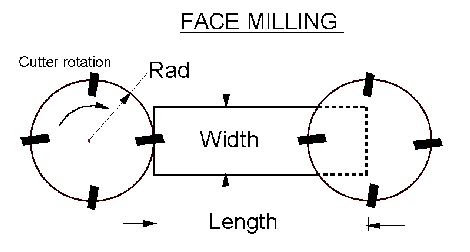 FACE MILLING
Cutter rotation
Rad
Width
Length